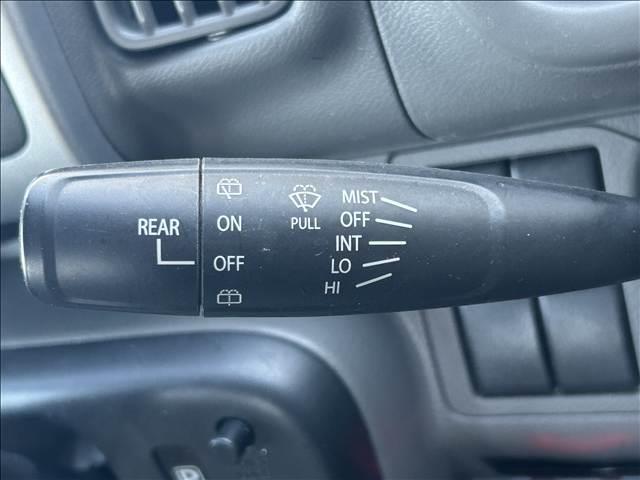 REAR
ON
OFF
PULL
MIST
OFF
INT
LO
HI
P